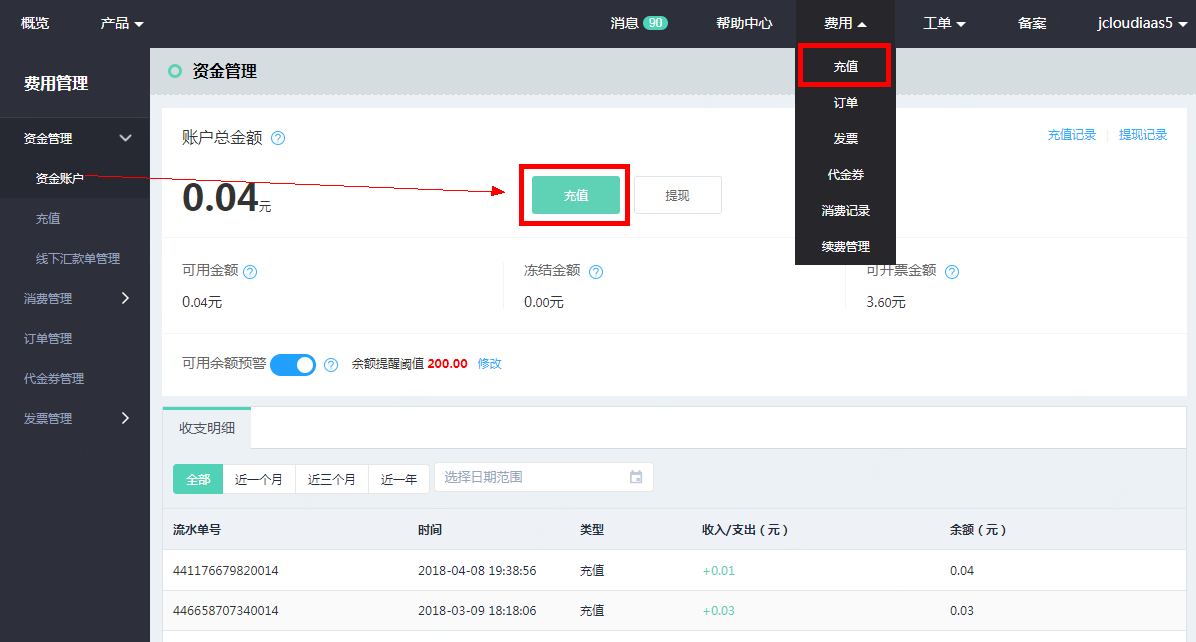 概览 产品 消息 90 帮助中心 费用 工单 备案 jcloudiaas5
充值
订单
发票
代金券
消费记录
续费管理
费用管理
资金管理
资金账户
充值
线下汇款单管理
消费管理
订单管理
代金券管理
发票管理
资金管理
账户总金额 ? 充值记录 提现记录
0.04元 充值 提现
可用金额 ? 冻结金额 ? 可开票金额 ?
0.04元 0.00元 3.60元
可用余额预警 ? 余额提醒阈值 200.00 修改
收支明细
全部 近一个月 近三个月 近一年 选择日期范围
流水单号 时间 类型 收入/支出（元） 余额（元）
441176679820014 2018-04-08 19:38:56 充值 +0.01 0.04
446658707340014 2018-03-09 18:18:06 充值 +0.03 0.03